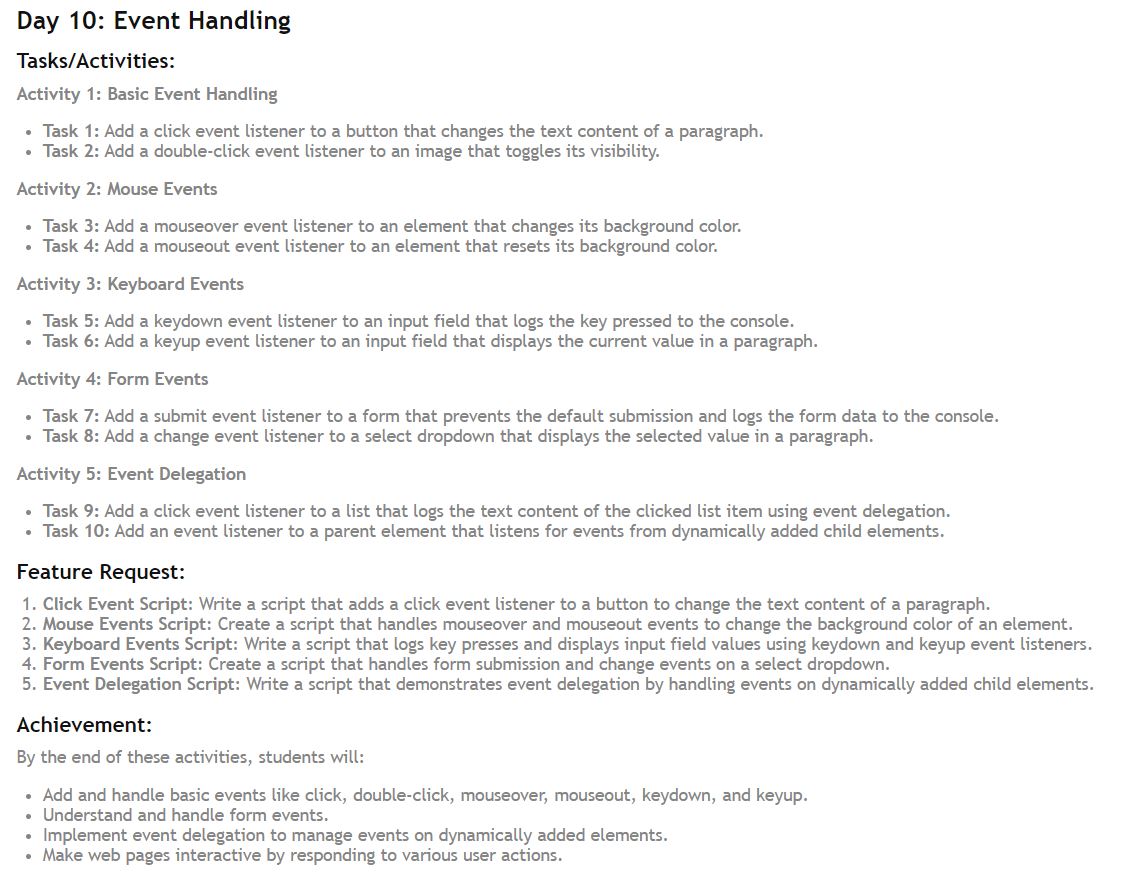 Day 10: Event Handling
Tasks/Activities:
Activity 1: Basic Event Handling
• Task 1: Add a click event listener to a button that changes the text content of a paragraph.
• Task 2: Add a double-click event listener to an image that toggles its visibility.
Activity 2: Mouse Events
• Task 3: Add a mouseover event listener to an element that changes its background color.
• Task 4: Add a mouseout event listener to an element that resets its background color.
Activity 3: Keyboard Events
• Task 5: Add a keydown event listener to an input field that logs the key pressed to the console.
• Task 6: Add a keyup event listener to an input field that displays the current value in a paragraph.
Activity 4: Form Events
• Task 7: Add a submit event listener to a form that prevents the default submission and logs the form data to the console.
• Task 8: Add a change event listener to a select dropdown that displays the selected value in a paragraph.
Activity 5: Event Delegation
• Task 9: Add a click event listener to a list that logs the text content of the clicked list item using event delegation.
• Task 10: Add an event listener to a parent element that listens for events from dynamically added child elements.
Feature Request:
1. Click Event Script: Write a script that adds a click event listener to a button to change the text content of a paragraph.
2. Mouse Events Script: Create a script that handles mouseover and mouseout events to change the background color of an element.
3. Keyboard Events Script: Write a script that logs key presses and displays input field values using keydown and keyup event listeners.
4. Form Events Script: Create a script that handles form submission and change events on a select dropdown.
5. Event Delegation Script: Write a script that demonstrates event delegation by handling events on dynamically added child elements.
Achievement:
By the end of these activities, students will:
• Add and handle basic events like click, double-click, mouseover, mouseout, keydown, and keyup.
• Understand and handle form events.
• Implement event delegation to manage events on dynamically added elements.
• Make web pages interactive by responding to various user actions.